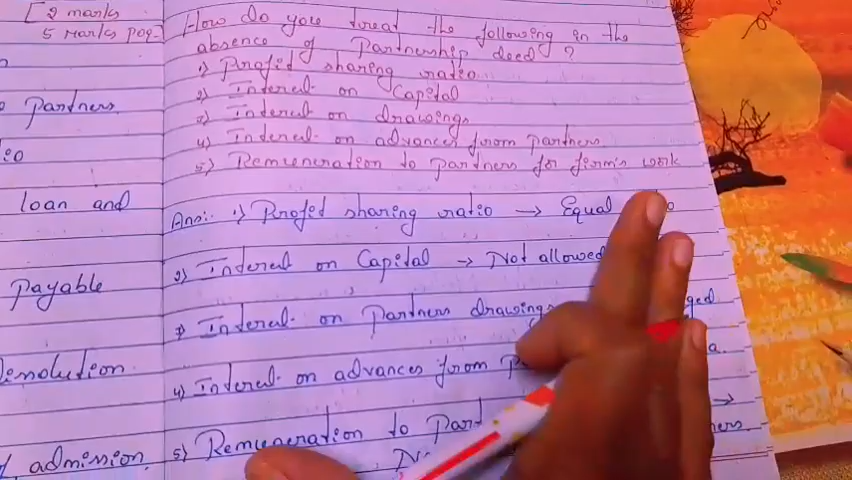 [2 marks
5 Marks pog-
Partners
loan and
payable
admission
How do you treat the following in the
absence of Partnership deed ?
1) Profit sharing ratio
2) Interest on Capital
3) Interest on drawings
4) Interest on advances from partners
5) Remuneration to partners for firm's work
Ans:- 1) Profit sharing ratio → Equal
2) Interest on Capital → Not allowed
3) Interest on Partners drawings
4) Interest on advances from
5) Remuneration to Part